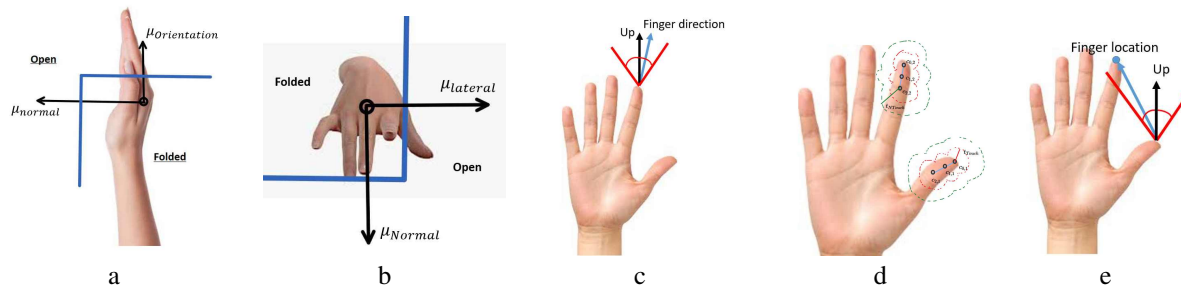 μOrientation
Open
μnormal
Folded
a
Folded
μlateral
Open
μNormal
b
Up
Finger direction
c
d
Finger location
Up
e